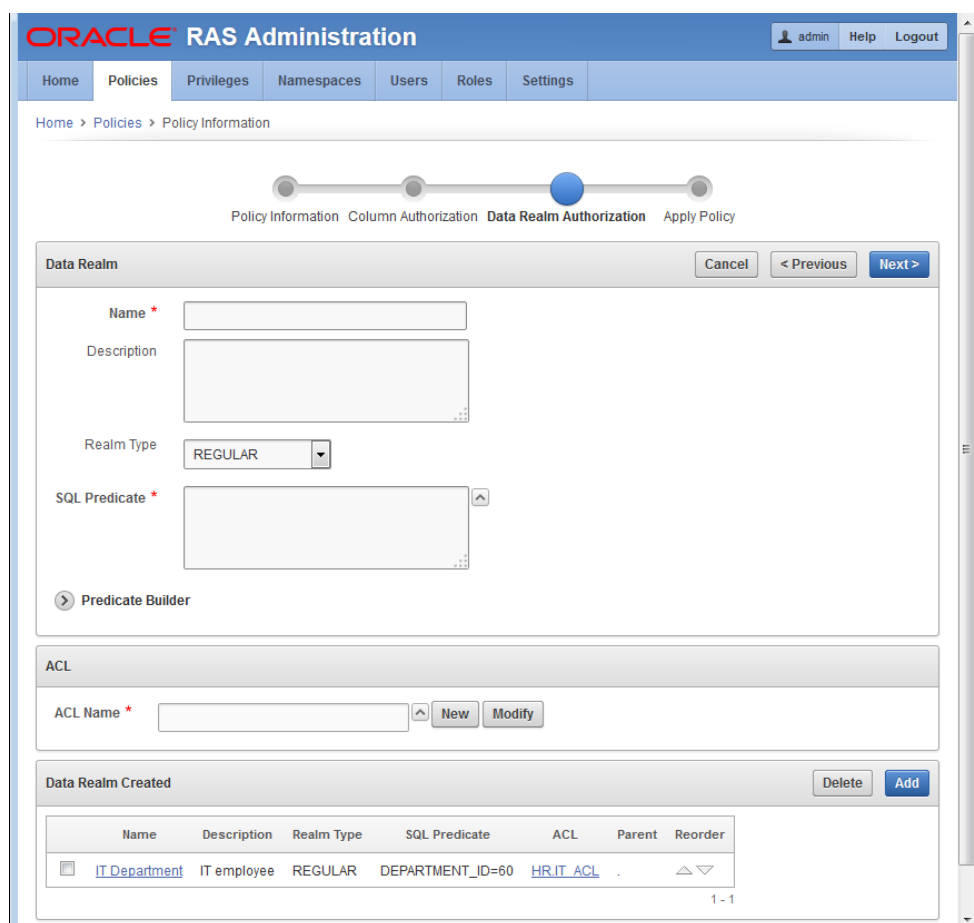 ORACLE RAS Administration
admin Help Logout
Home Policies Privileges Namespaces Users Roles Settings
Home > Policies > Policy Information
Policy Information Column Authorization Data Realm Authorization Apply Policy
Data Realm Cancel < Previous Next >
Name *
Description
Realm Type REGULAR
SQL Predicate *
Predicate Builder
ACL
ACL Name * New Modify
Data Realm Created Delete Add
Name Description Realm Type SQL Predicate ACL Parent Reorder
IT Department IT employee REGULAR DEPARTMENT_ID=60 HR.IT_ACL .
1 - 1